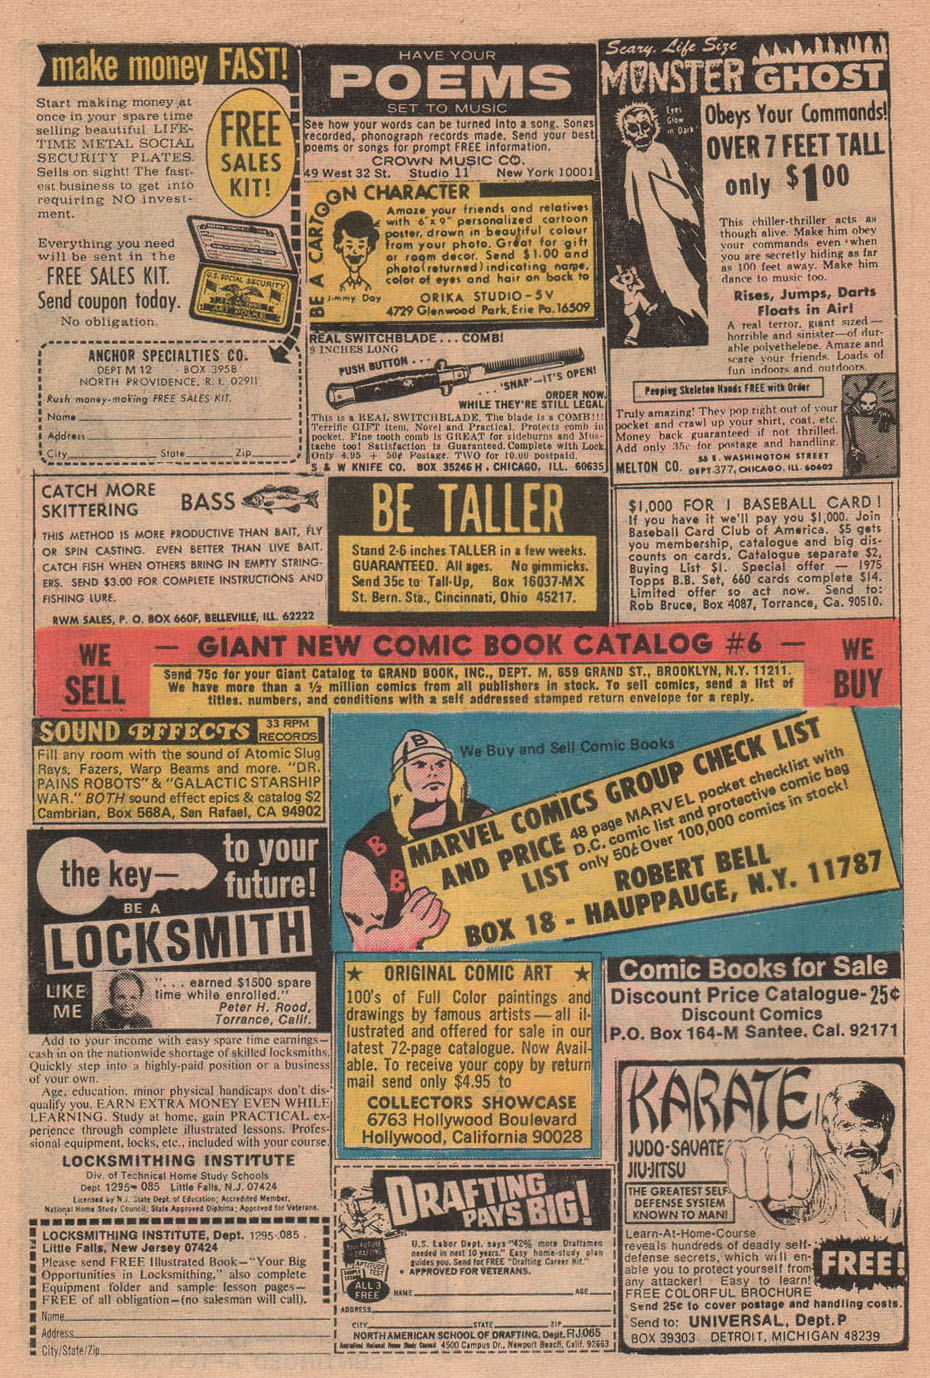 make money FAST!
Start making money at
once in your spare time
selling beautiful LIFE-
TIME METAL SOCIAL
SECURITY PLATES.
Sells on sight! The fast-
est business to get into
requiring NO invest-
ment.
FREE
SALES
KIT!
Everything you need
will be sent in the
FREE SALES KIT.
Send coupon today.
No obligation.
U.S. SOCIAL SECURITY
ANCHOR SPECIALTIES CO.
DEPT M 12 BOX 3958
NORTH PROVIDENCE, R. I. 02911
Rush money-making FREE SALES KIT.
Name
Address
City State Zip
HAVE YOUR
POEMS
SET TO MUSIC
See how your words can be turned into a song. Songs
recorded, phonograph records made. Send your best
poems or songs for prompt FREE information.
CROWN MUSIC CO.
49 West 32 St. Studio 11 New York 10001
BE A CARTOON CHARACTER
Amaze your friends and relatives
with 6"x 9" personalized cartoon
poster, drawn in beautiful colour
from your photo. Great for gift
or room decor. Send $1.00 and
photo (returned) indicating name,
color of eyes and hair on back to
Jimmy Day
ORIKA STUDIO - 5V
4729 Glenwood Park, Erie Pa. 16509
REAL SWITCHBLADE . . . COMB!
9 INCHES LONG
PUSH BUTTON . . .
. . . 'SNAP' — IT'S OPEN!
ORDER NOW
WHILE THEY'RE STILL LEGAL
This is a REAL SWITCHBLADE. The blade is a COMB!!!
Terrific GIFT item. Novel and Practical. Protects comb in
pocket. Fine tooth comb is GREAT for sideburns and Mus-
tache too! Satisfaction is Guaranteed. Complete with Lock
Only 4.95 + 50¢ Postage. TWO for 10.00 postpaid.
S & W KNIFE CO. BOX 35246 H, CHICAGO, ILL. 60635
Scary, Life Size
MONSTER GHOST
Eyes
Glow
in Dark
Obeys Your Commands!
OVER 7 FEET TALL
only $1 00
This chiller-thriller acts as
though alive. Make him obey
your commands even when
you are secretly hiding as far
as 100 feet away. Make him
dance to music too.
Rises, Jumps, Darts
Floats in Air!
A real terror, giant sized —
horrible and sinister—of dur-
able polyethelene. Amaze and
scare your friends. Loads of
fun indoors and outdoors.
Peeping Skeleton Hands FREE with Order
Truly amazing! They pop right out of your
pocket and crawl up your shirt, coat, etc.
Money back guaranteed if not thrilled.
Add only 35¢ for postage and handling.
MELTON CO. 35 E. WASHINGTON STREET
DEPT 377, CHICAGO, ILL. 60602
CATCH MORE
SKITTERING BASS
THIS METHOD IS MORE PRODUCTIVE THAN BAIT, FLY
OR SPIN CASTING. EVEN BETTER THAN LIVE BAIT.
CATCH FISH WHEN OTHERS BRING IN EMPTY STRING-
ERS. SEND $3.00 FOR COMPLETE INSTRUCTIONS AND
FISHING LURE.
RWM SALES, P. O. BOX 660F, BELLEVILLE, ILL. 62222
BE TALLER
Stand 2-6 inches TALLER in a few weeks.
GUARANTEED. All ages. No gimmicks.
Send 35c to Tall-Up, Box 16037-MX
St. Bern. Sta., Cincinnati, Ohio 45217.
$1,000 FOR 1 BASEBALL CARD!
If you have it we'll pay you $1,000. Join
Baseball Card Club of America. $5 gets
you membership, catalogue and big dis-
counts on cards. Catalogue separate $2,
Buying List $1. Special offer — 1975
Topps B.B. Set, 660 cards complete $14.
Limited offer so act now. Send to:
Rob Bruce, Box 4087, Torrance, Ca. 90510.
— GIANT NEW COMIC BOOK CATALOG #6 —
WE
SELL
Send 75c for your Giant Catalog to GRAND BOOK, INC., DEPT. M, 659 GRAND ST., BROOKLYN, N.Y. 11211.
We have more than a ½ million comics from all publishers in stock. To sell comics, send a list of
titles, numbers, and conditions with a self addressed stamped return envelope for a reply.
WE
BUY
SOUND EFFECTS 33 RPM
RECORDS
Fill any room with the sound of Atomic Slug
Rays, Fazers, Warp Beams and more. "DR.
PAINS ROBOTS" & "GALACTIC STARSHIP
WAR." BOTH sound effect epics & catalog $2
Cambrian, Box 568A, San Rafael, CA 94902
B
B
B
We Buy and Sell Comic Books
MARVEL COMICS GROUP CHECK LIST
AND PRICE
LIST
48 page MARVEL pocket checklist with
D.C. comic list and protective comic bag
only 50¢ Over 100,000 comics in stock!
ROBERT BELL
BOX 18 - HAUPPAUGE, N.Y. 11787
the key—
to your
future!
BE A
LOCKSMITH
LIKE
ME
". . . earned $1500 spare
time while enrolled."
Peter H. Rood,
Torrance, Calif.
Add to your income with easy spare time earnings—
cash in on the nationwide shortage of skilled locksmiths.
Quickly step into a highly-paid position or a business
of your own.
Age, education, minor physical handicaps don't dis-
qualify you. EARN EXTRA MONEY EVEN WHILE
LEARNING. Study at home, gain PRACTICAL ex-
perience through complete illustrated lessons. Profes-
sional equipment, locks, etc., included with your course.
LOCKSMITHING INSTITUTE
Div. of Technical Home Study Schools
Dept 1295- 085 Little Falls, N.J. 07424
Licensed by N.J. State Dept. of Education; Accredited Member,
National Home Study Council; State Approved Diploma; Approved for Veterans.
LOCKSMITHING INSTITUTE, Dept. 1295-085
Little Falls, New Jersey 07424
Please send FREE Illustrated Book—"Your Big
Opportunities in Locksmithing," also complete
Equipment folder and sample lesson pages—
FREE of all obligation—(no salesman will call).
Name
Address
City/State/Zip
★ ORIGINAL COMIC ART ★
100's of Full Color paintings and
drawings by famous artists — all il-
lustrated and offered for sale in our
latest 72-page catalogue. Now Avail-
able. To receive your copy by return
mail send only $4.95 to
COLLECTORS SHOWCASE
6763 Hollywood Boulevard
Hollywood, California 90028
Comic Books for Sale
Discount Price Catalogue- 25¢
Discount Comics
P.O. Box 164-M Santee, Cal. 92171
DRAFTING
PAYS BIG!
ALL 3
FREE
U.S. Labor Dept. says "42% more Draftsmen
needed in next 10 years." Easy home-study plan
guides you. Send for FREE "Drafting Career Kit."
• APPROVED FOR VETERANS.
NAME AGE
ADDRESS
CITY STATE ZIP
NORTH AMERICAN SCHOOL OF DRAFTING, Dept. RJ065
Accredited National Home Study Council 4500 Campus Dr., Newport Beach, Calif. 92663
KARATE
JUDO-SAVATE
JIU-JITSU
THE GREATEST SELF
DEFENSE SYSTEM
KNOWN TO MAN!
Learn-At-Home-Course
reveals hundreds of deadly self-
defense secrets, which will en-
able you to protect yourself from
any attacker! Easy to learn!
FREE COLORFUL BROCHURE
FREE!
Send 25¢ to cover postage and handling costs.
Send to: UNIVERSAL, Dept. P
BOX 39303 DETROIT, MICHIGAN 48239